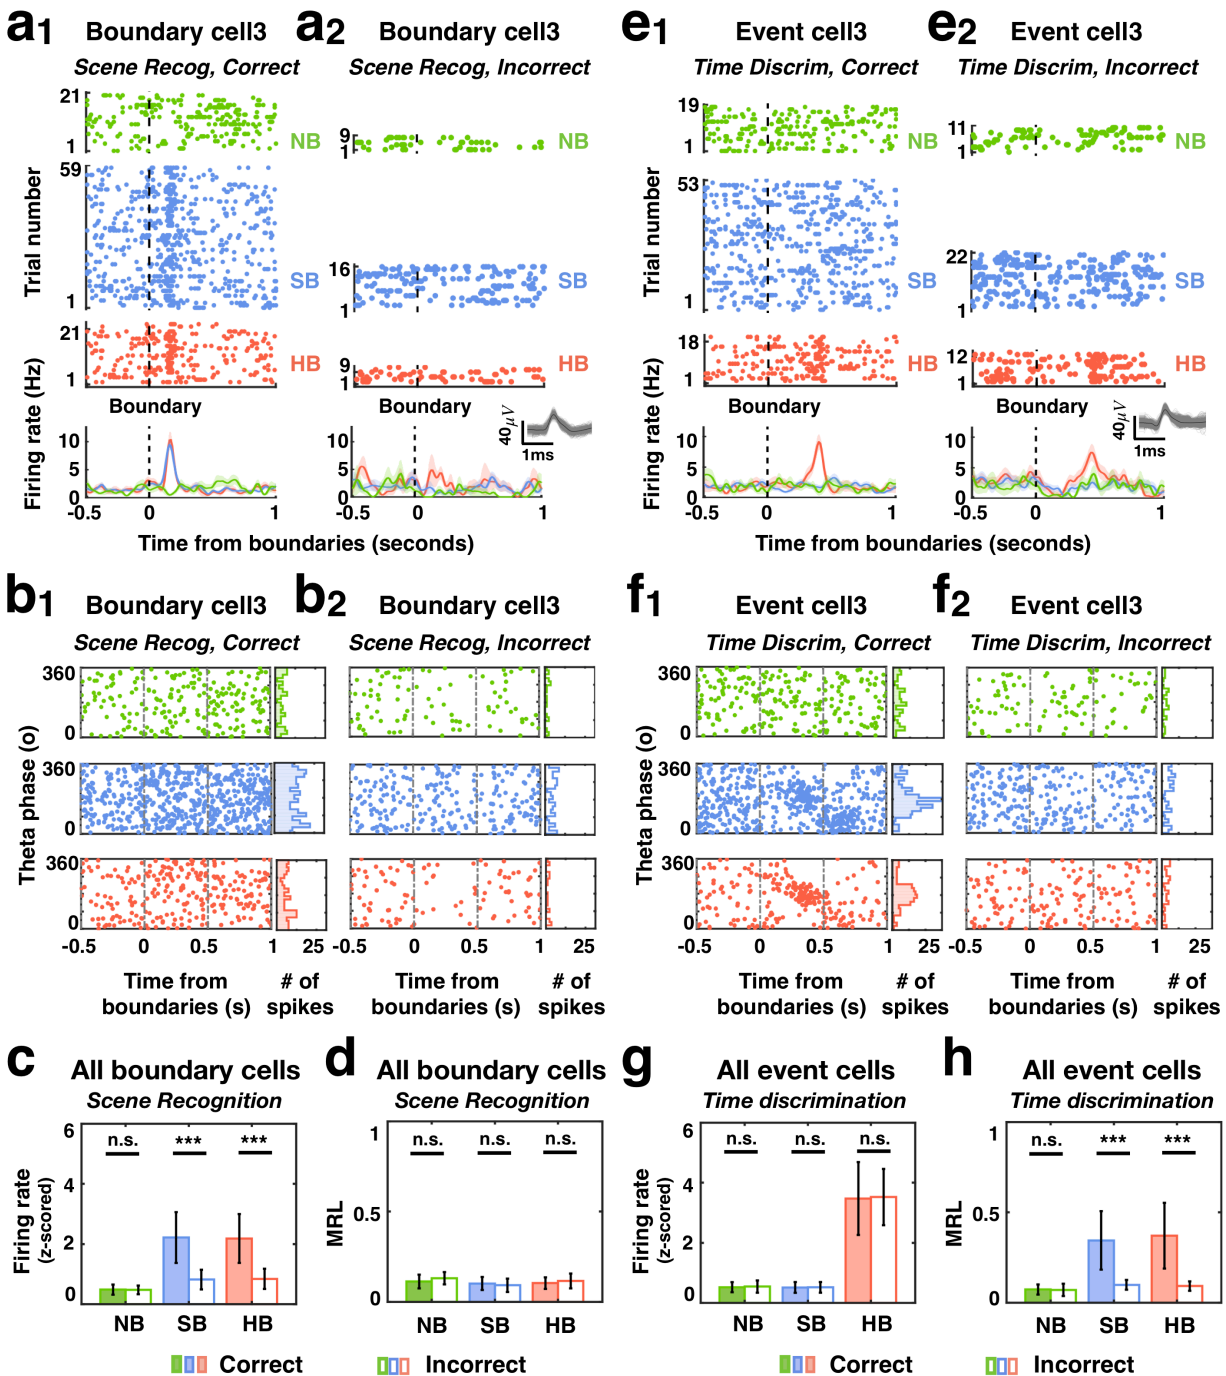 a1 Boundary cell3
Scene Recog, Correct
a2 Boundary cell3
Scene Recog, Incorrect
e1 Event cell3
Time Discrim, Correct
e2 Event cell3
Time Discrim, Incorrect
Trial number
21
1
NB
59
1
SB
21
1
HB
9
1
NB
16
1
SB
9
1
HB
Boundary
Boundary
Firing rate (Hz)
10
5
0
-0.5 0 1
10
5
0
-0.5 0 1
40μV
1ms
Time from boundaries (seconds)
Trial number
19
1
NB
53
1
SB
18
1
HB
11
1
NB
22
1
SB
12
1
HB
Boundary
Boundary
Firing rate (Hz)
10
5
0
-0.5 0 1
10
5
0
-0.5 0 1
40μV
1ms
Time from boundaries (seconds)
b1 Boundary cell3
Scene Recog, Correct
b2 Boundary cell3
Scene Recog, Incorrect
f1 Event cell3
Time Discrim, Correct
f2 Event cell3
Time Discrim, Incorrect
Theta phase (o)
360
0
360
0
360
0
-0.5 0 0.5 1 25
-0.5 0 0.5 1 25
Time from
boundaries (s)
# of
spikes
Time from
boundaries (s)
# of
spikes
Theta phase (o)
360
0
360
0
360
0
-0.5 0 0.5 1 25
-0.5 0 0.5 1 25
Time from
boundaries (s)
# of
spikes
Time from
boundaries (s)
# of
spikes
c All boundary cells
Scene Recognition
Firing rate
(z-scored)
6
4
2
0
n.s. *** ***
NB SB HB
d All boundary cells
Scene Recognition
MRL
1
0.5
0
n.s. n.s. n.s.
NB SB HB
g All event cells
Time discrimination
Firing rate
(z-scored)
6
4
2
0
n.s. n.s. n.s.
NB SB HB
h All event cells
Time discrimination
MRL
1
0.5
0
n.s. *** ***
NB SB HB
Correct
Incorrect
Correct
Incorrect